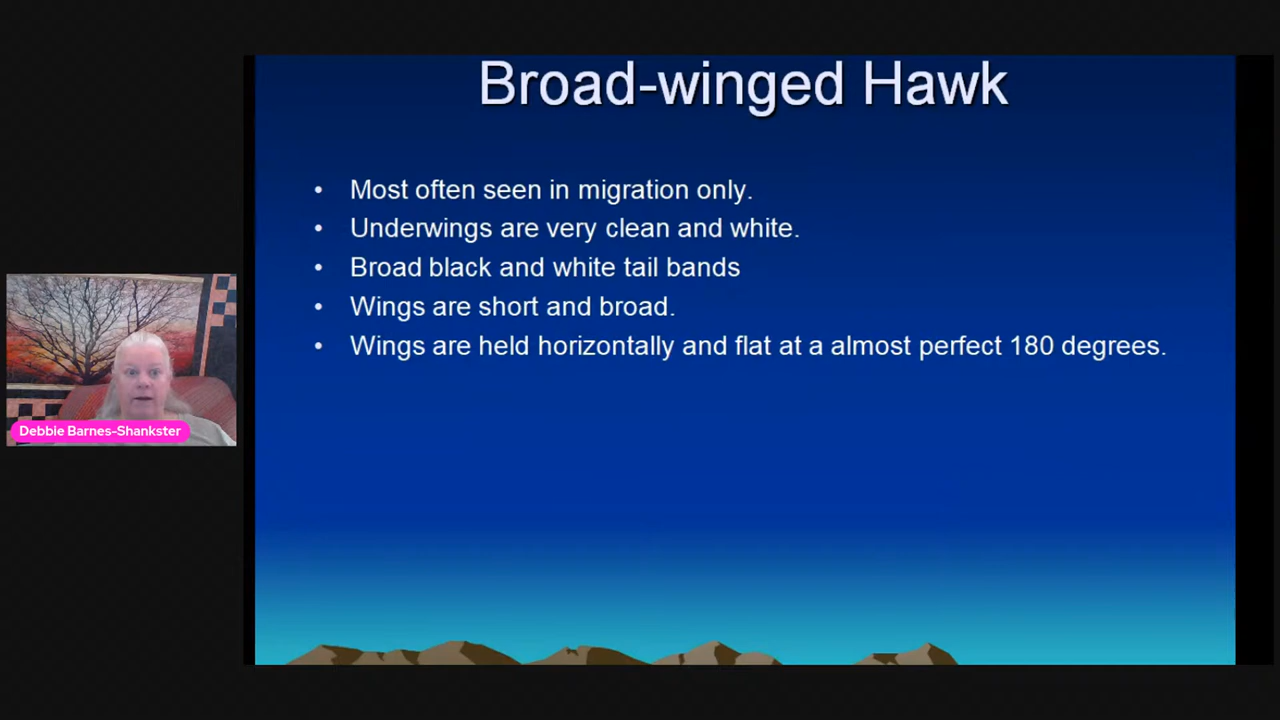 Broad-winged Hawk
• Most often seen in migration only.
• Underwings are very clean and white.
• Broad black and white tail bands
• Wings are short and broad.
• Wings are held horizontally and flat at a almost perfect 180 degrees.
Debbie Barnes-Shankster